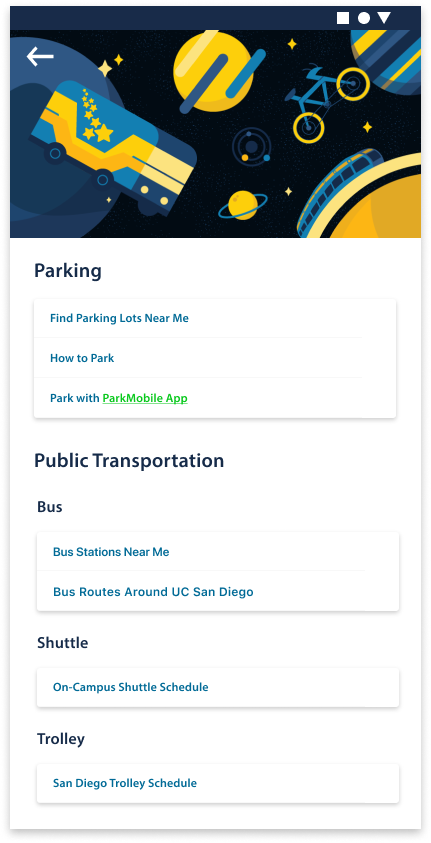 Parking
Find Parking Lots Near Me
How to Park
Park with ParkMobile App
Public Transportation
Bus
Bus Stations Near Me
Bus Routes Around UC San Diego
Shuttle
On-Campus Shuttle Schedule
Trolley
San Diego Trolley Schedule